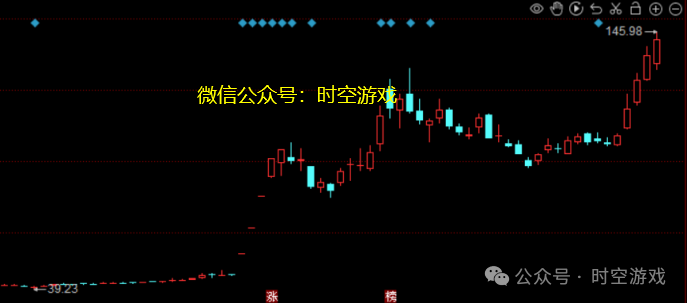 145.98
微信公众号：时空游戏
39.23
公众号 · 时空游戏
涨
榜